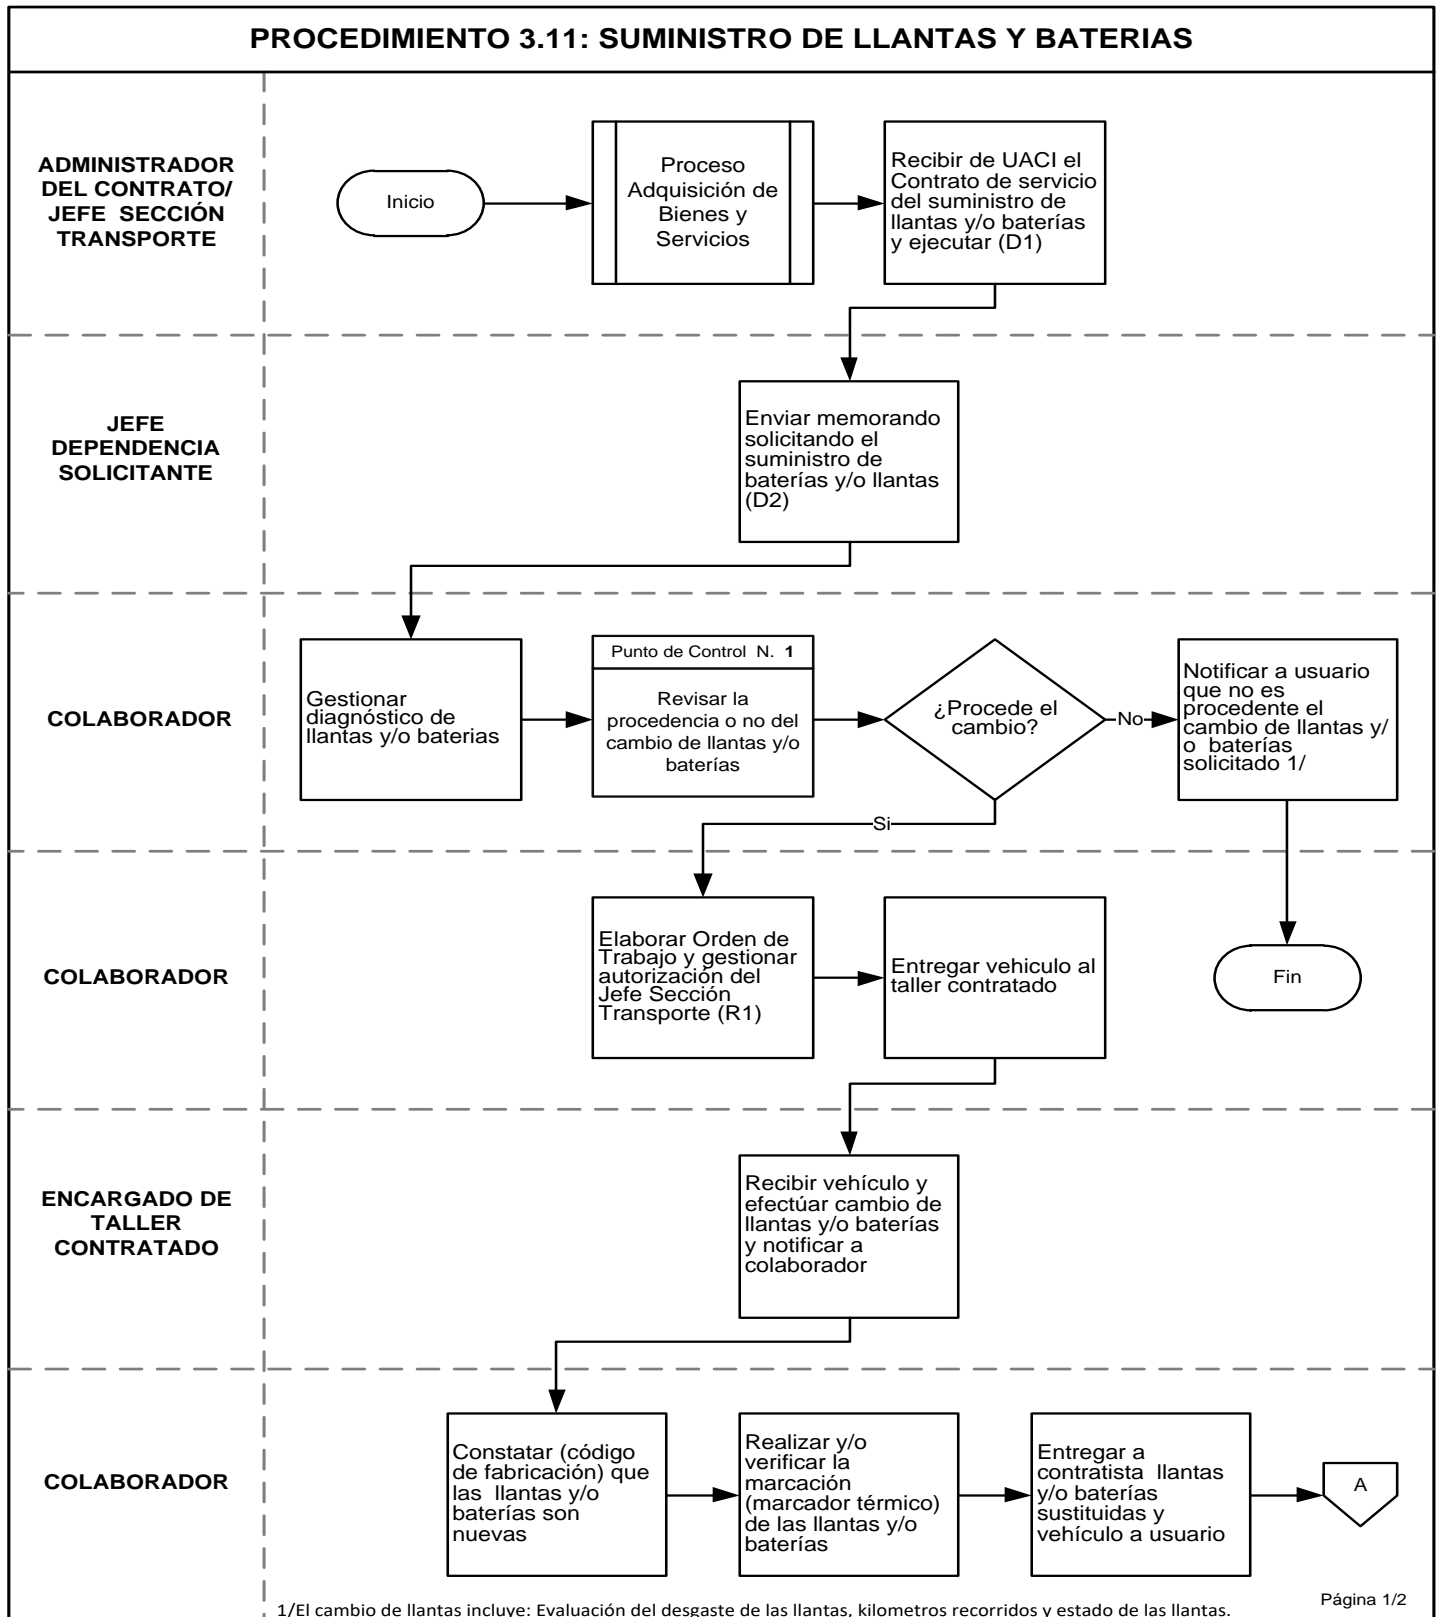 PROCEDIMIENTO 3.11: SUMINISTRO DE LLANTAS Y BATERIAS
ADMINISTRADOR
DEL CONTRATO/
JEFE SECCIÓN
TRANSPORTE
Inicio
Proceso
Adquisición de
Bienes y
Servicios
Recibir de UACI el
Contrato de servicio
del suministro de
llantas y/o baterías
y ejecutar (D1)
JEFE
DEPENDENCIA
SOLICITANTE
Enviar memorando
solicitando el
suministro de
baterías y/o llantas
(D2)
COLABORADOR
Gestionar
diagnóstico de
llantas y/o baterias
Punto de Control N. 1
Revisar la
procedencia o no del
cambio de llantas y/o
baterías
¿Procede el
cambio?
No
Notificar a usuario
que no es
procedente el
cambio de llantas y/
o baterías
solicitado 1/
Si
COLABORADOR
Elaborar Orden de
Trabajo y gestionar
autorización del
Jefe Sección
Transporte (R1)
Entregar vehiculo al
taller contratado
Fin
ENCARGADO DE
TALLER
CONTRATADO
Recibir vehículo y
efectúar cambio de
llantas y/o baterías
y notificar a
colaborador
COLABORADOR
Constatar (código
de fabricación) que
las llantas y/o
baterías son
nuevas
Realizar y/o
verificar la
marcación
(marcador térmico)
de las llantas y/o
baterías
Entregar a
contratista llantas
y/o baterías
sustituidas y
vehículo a usuario
A
1/El cambio de llantas incluye: Evaluación del desgaste de las llantas, kilometros recorridos y estado de las llantas.
Página 1/2